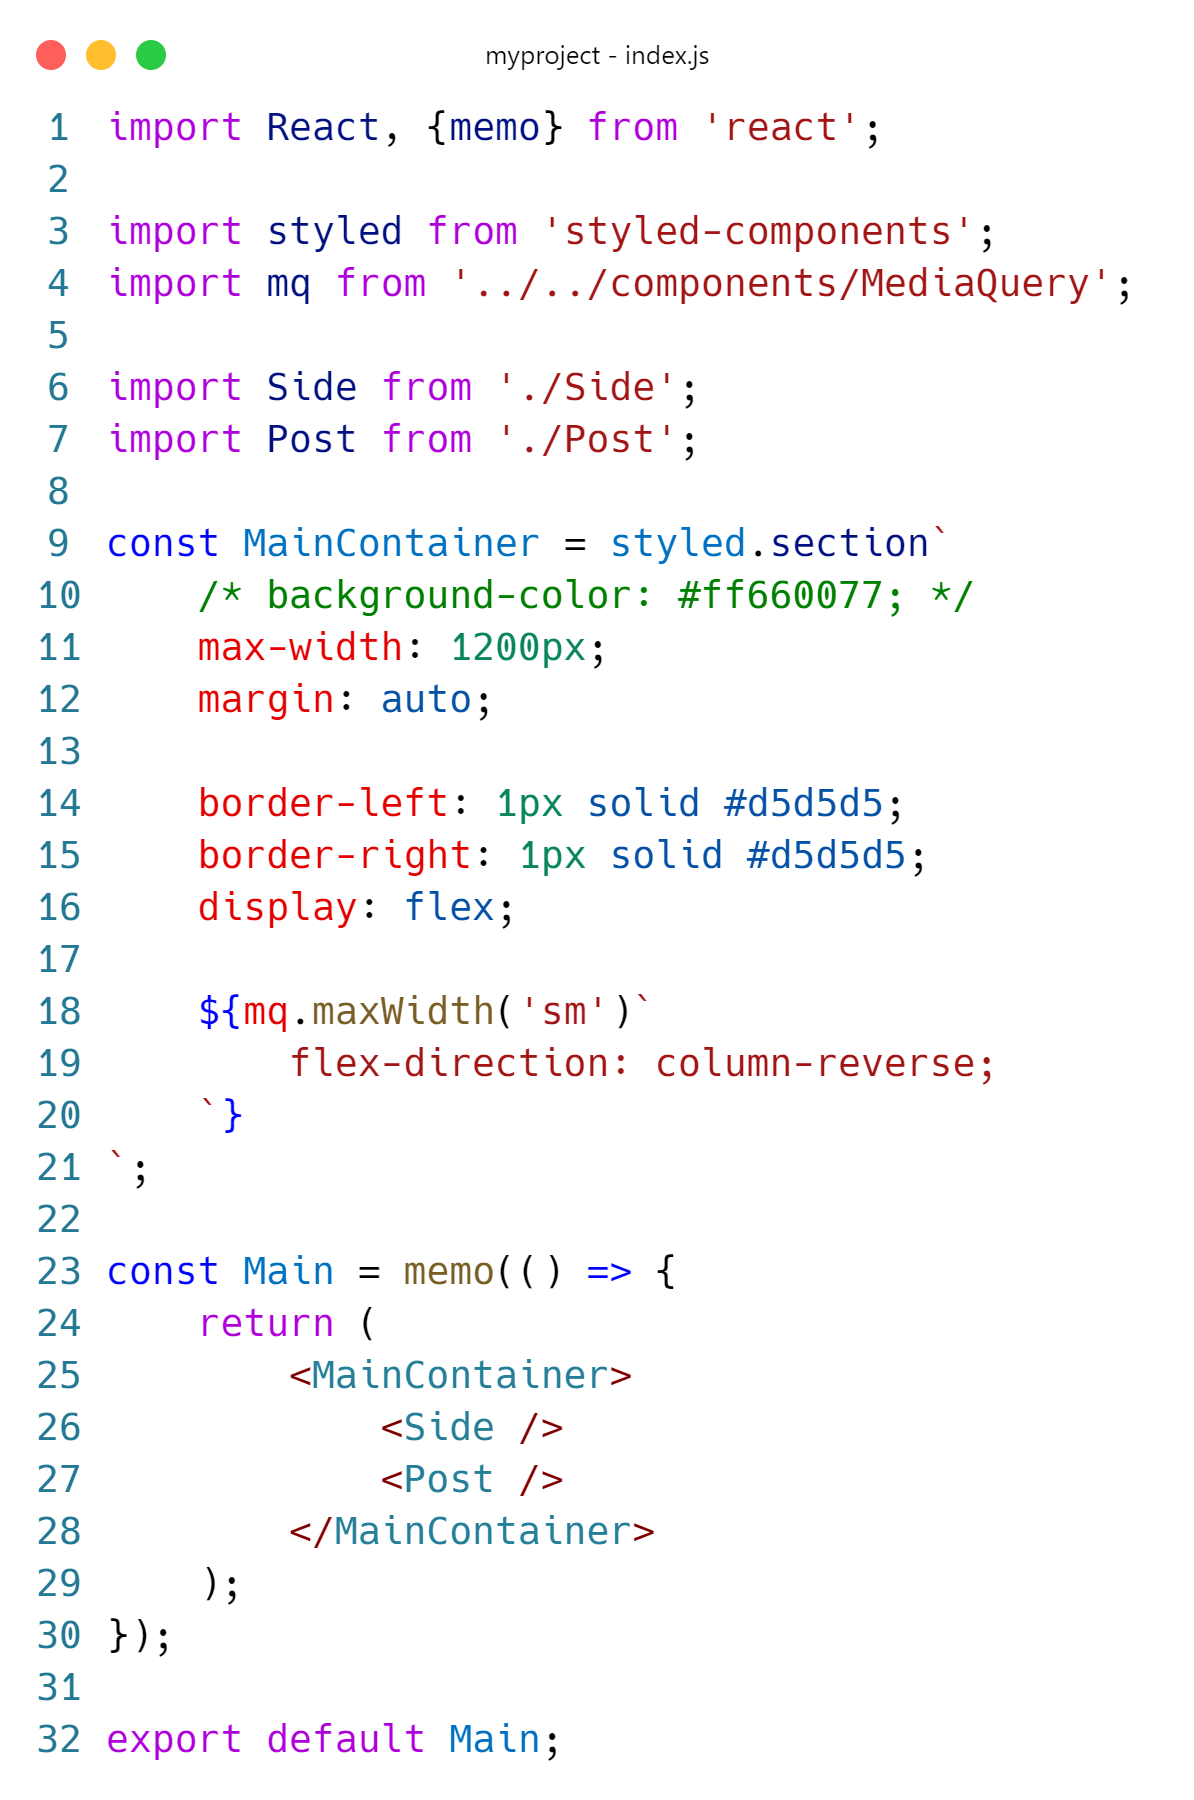 myproject - index.js
1 import React, {memo} from 'react';
2
3 import styled from 'styled-components';
4 import mq from '../../components/MediaQuery';
5
6 import Side from './Side';
7 import Post from './Post';
8
9 const MainContainer = styled.section`
10     /* background-color: #ff660077; */
11     max-width: 1200px;
12     margin: auto;
13
14     border-left: 1px solid #d5d5d5;
15     border-right: 1px solid #d5d5d5;
16     display: flex;
17
18     ${mq.maxWidth('sm')`
19         flex-direction: column-reverse;
20     `}
21 `;
22
23 const Main = memo(() => {
24     return (
25         <MainContainer>
26             <Side />
27             <Post />
28         </MainContainer>
29     );
30 });
31
32 export default Main;